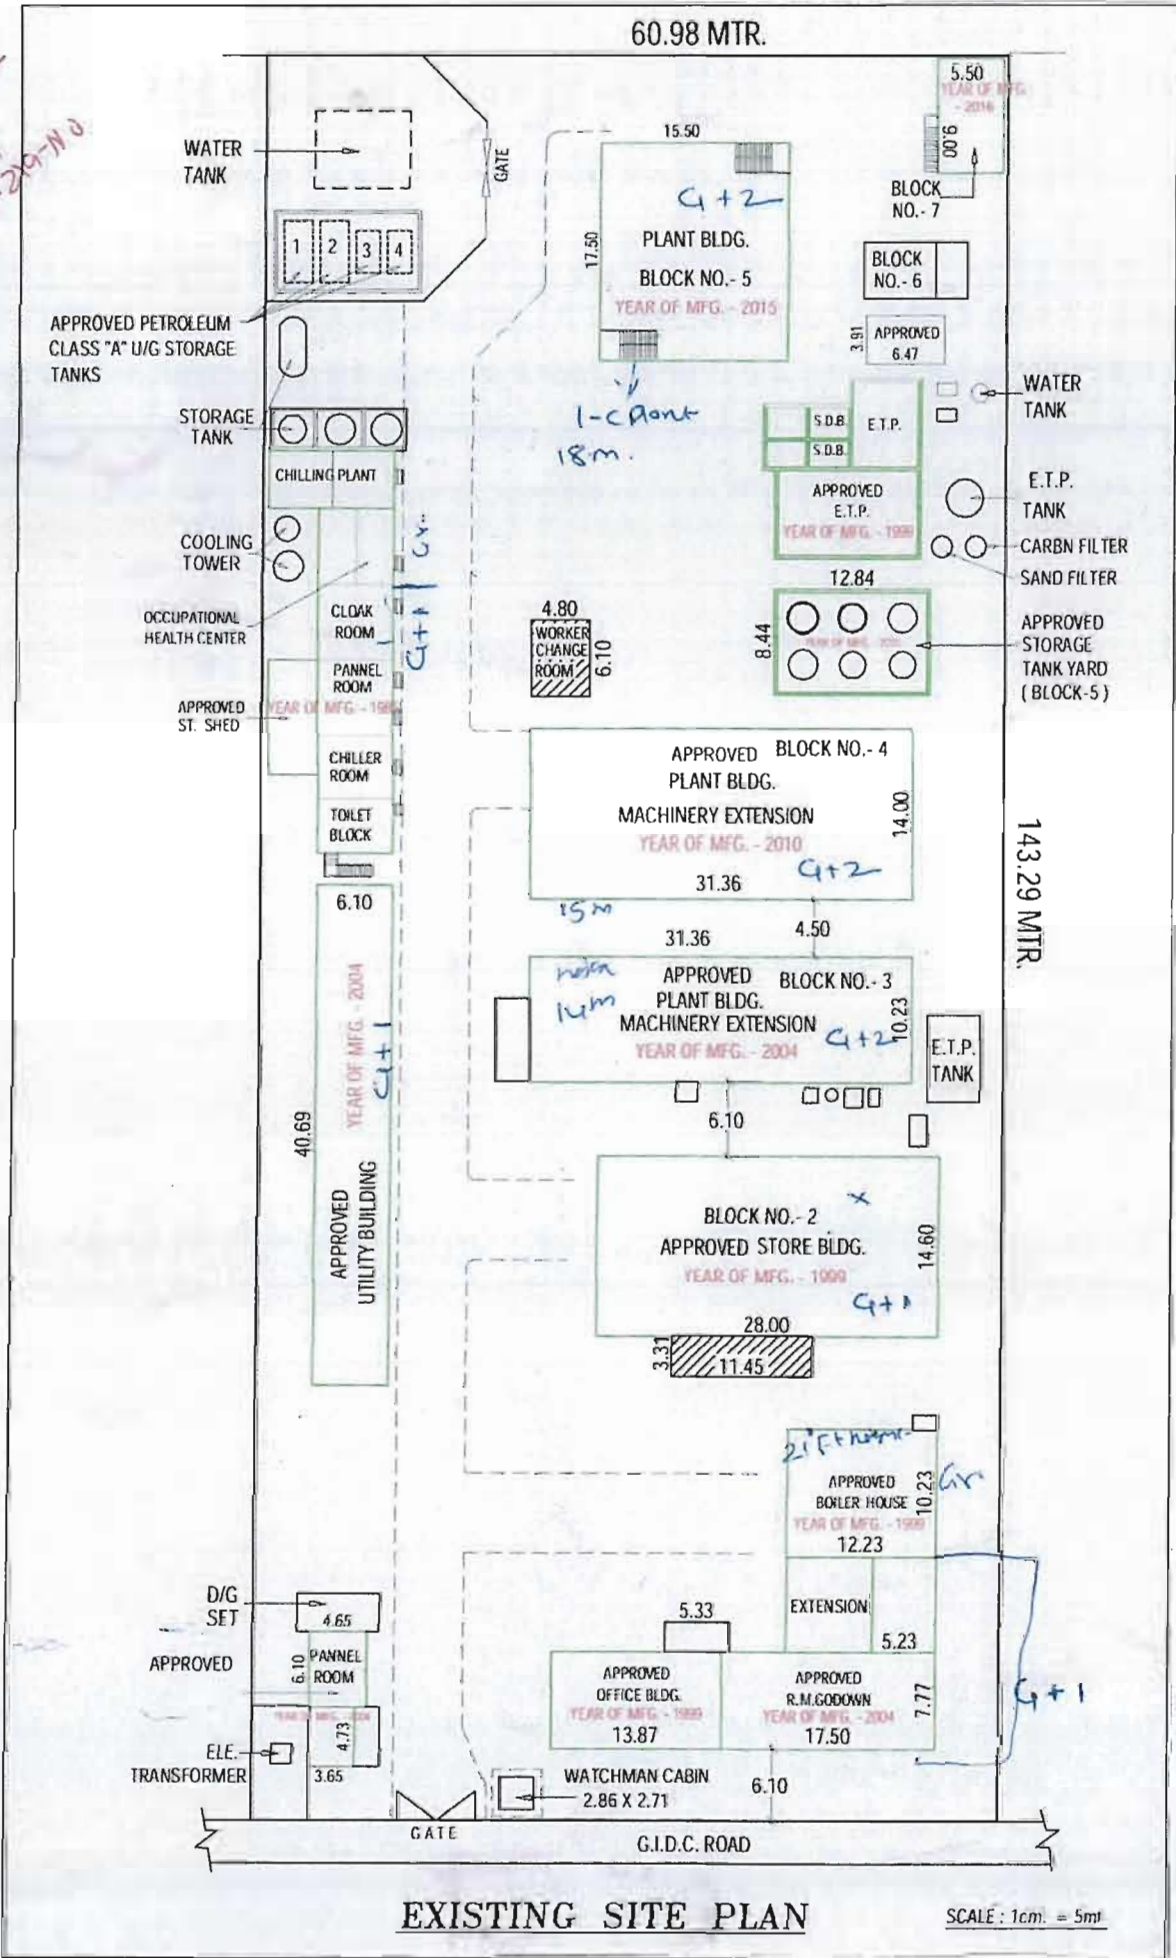 60.98 MTR.
5.50
YEAR OF MFG.
- 2016
9.00
BLOCK
NO.- 7
WATER
TANK
GATE
15.50
G+2
17.50
PLANT BLDG.
BLOCK NO.- 5
YEAR OF MFG. - 2015
BLOCK
NO.- 6
1 2 3 4
APPROVED PETROLEUM
CLASS "A" U/G STORAGE
TANKS
3.91
APPROVED
6.47
WATER
TANK
18m.
STORAGE
TANK
S.D.B.
S.D.B.
E.T.P.
CHILLING PLANT
APPROVED
E.T.P.
YEAR OF MFG. - 1999
E.T.P.
TANK
COOLING
TOWER
Gr.
CARBN FILTER
SAND FILTER
12.84
OCCUPATIONAL
HEALTH CENTER
CLOAK
ROOM
G+1
4.80
WORKER
CHANGE
ROOM
6.10
8.44
APPROVED
STORAGE
TANK YARD
( BLOCK-5 )
PANNEL
ROOM
APPROVED
ST. SHED
CHILLER
ROOM
TOILET
BLOCK
APPROVED BLOCK NO.- 4
PLANT BLDG.
MACHINERY EXTENSION
YEAR OF MFG. - 2010
14.00
G+2
31.36
143.29 MTR.
15m
4.50
31.36
6.10
APPROVED BLOCK NO.- 3
PLANT BLDG.
14m
MACHINERY EXTENSION
YEAR OF MFG. - 2004
G+2
10.23
E.T.P.
TANK
YEAR OF MFG. - 2004
G+1
40.69
APPROVED
UTILITY BUILDING
6.10
BLOCK NO.- 2
APPROVED STORE BLDG.
YEAR OF MFG. - 1999
14.60
G+1
28.00
3.31
11.45
APPROVED
BOILER HOUSE
YEAR OF MFG. - 1999
10.23
Gr
12.23
D/G
SET
4.65
5.33
EXTENSION
5.23
APPROVED
6.10
PANNEL
ROOM
4.73
3.65
ELE.
TRANSFORMER
APPROVED
OFFICE BLDG.
YEAR OF MFG. - 1999
13.87
APPROVED
R.M.GODOWN
YEAR OF MFG. - 2004
17.50
7.77
G+1
WATCHMAN CABIN
2.86 X 2.71
6.10
GATE
G.I.D.C. ROAD
EXISTING SITE PLAN
SCALE : 1cm. = 5mt